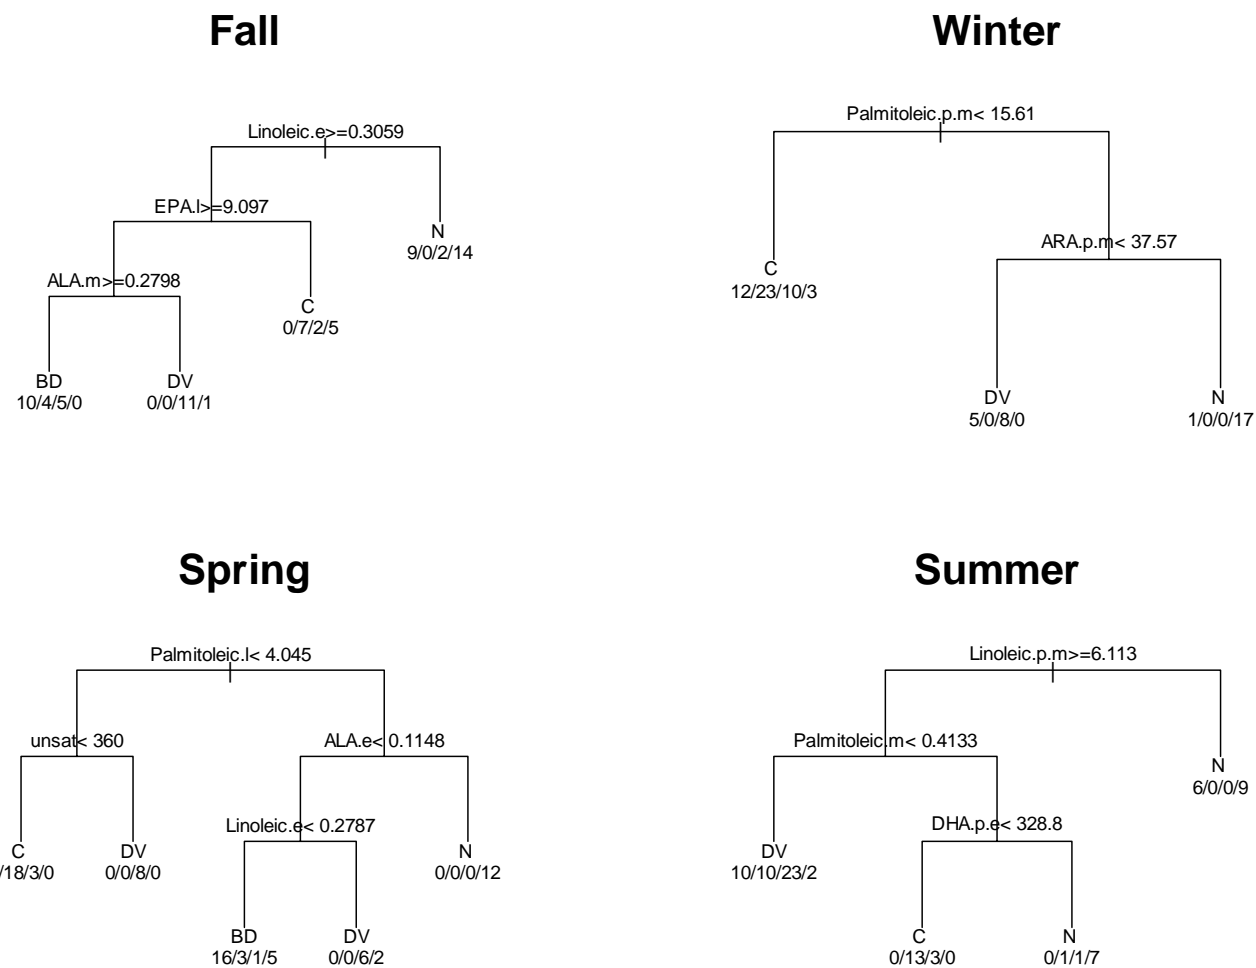 Fall
Linoleic.e>=0.3059
EPA.l>=9.097
N
9/0/2/14
ALA.m>=0.2798
C
0/7/2/5
BD
10/4/5/0
DV
0/0/11/1
Winter
Palmitoleic.p.m< 15.61
ARA.p.m< 37.57
C
12/23/10/3
DV
5/0/8/0
N
1/0/0/17
Spring
Palmitoleic.l< 4.045
unsat< 360
ALA.e< 0.1148
Linoleic.e< 0.2787
C
/18/3/0
DV
0/0/8/0
N
0/0/0/12
BD
16/3/1/5
DV
0/0/6/2
Summer
Linoleic.p.m>=6.113
Palmitoleic.m< 0.4133
N
6/0/0/9
DHA.p.e< 328.8
DV
10/10/23/2
C
0/13/3/0
N
0/1/1/7